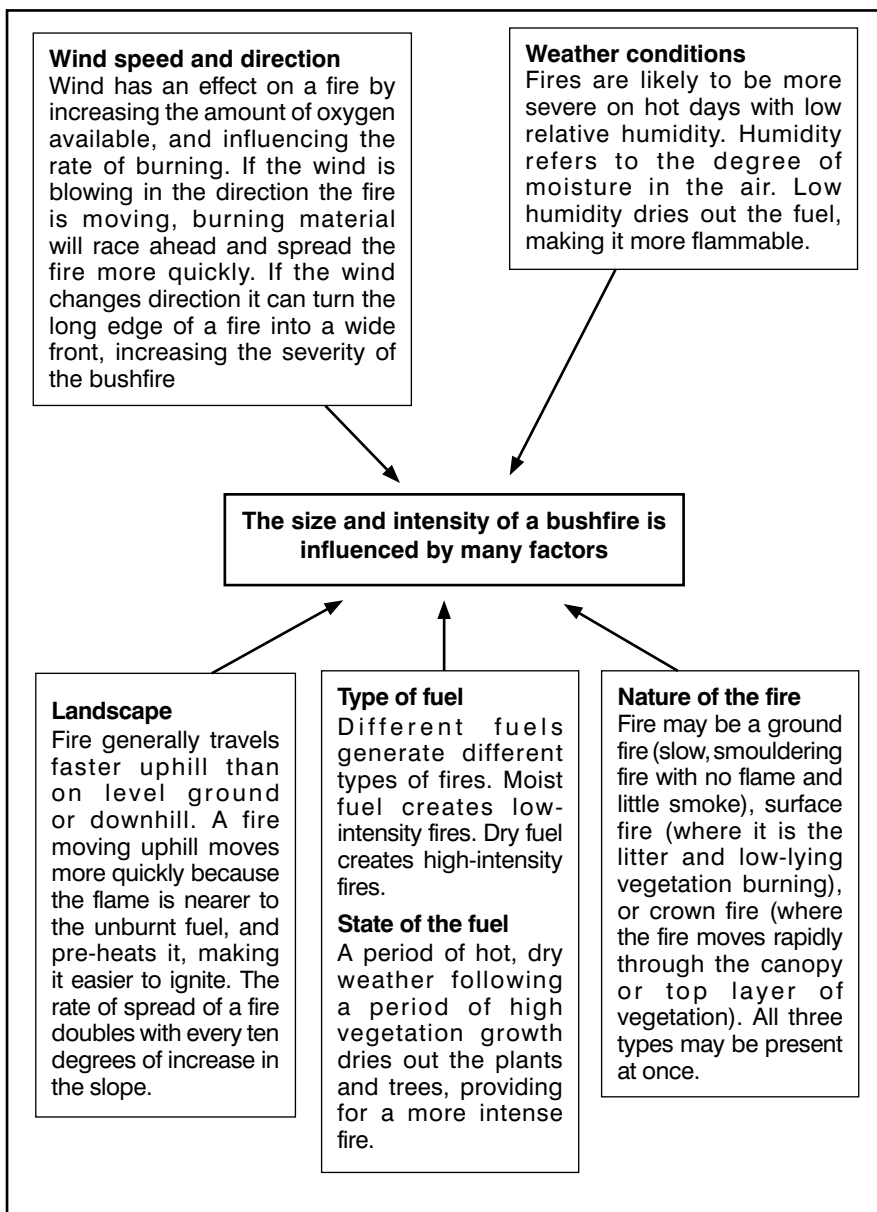 Wind speed and direction
Wind has an effect on a fire by
increasing the amount of oxygen
available, and influencing the
rate of burning. If the wind is
blowing in the direction the fire
is moving, burning material
will race ahead and spread the
fire more quickly. If the wind
changes direction it can turn the
long edge of a fire into a wide
front, increasing the severity of
the bushfire
Weather conditions
Fires are likely to be more
severe on hot days with low
relative humidity. Humidity
refers to the degree of
moisture in the air. Low
humidity dries out the fuel,
making it more flammable.
The size and intensity of a bushfire is
influenced by many factors
Landscape
Fire generally travels
faster uphill than
on level ground
or downhill. A fire
moving uphill moves
more quickly because
the flame is nearer to
the unburnt fuel, and
pre-heats it, making
it easier to ignite. The
rate of spread of a fire
doubles with every ten
degrees of increase in
the slope.
Type of fuel
Different fuels
generate different
types of fires. Moist
fuel creates low-
intensity fires. Dry fuel
creates high-intensity
fires.
State of the fuel
A period of hot, dry
weather following
a period of high
vegetation growth
dries out the plants
and trees, providing
for a more intense
fire.
Nature of the fire
Fire may be a ground
fire (slow, smouldering
fire with no flame and
little smoke), surface
fire (where it is the
litter and low-lying
vegetation burning),
or crown fire (where
the fire moves rapidly
through the canopy
or top layer of
vegetation). All three
types may be present
at once.